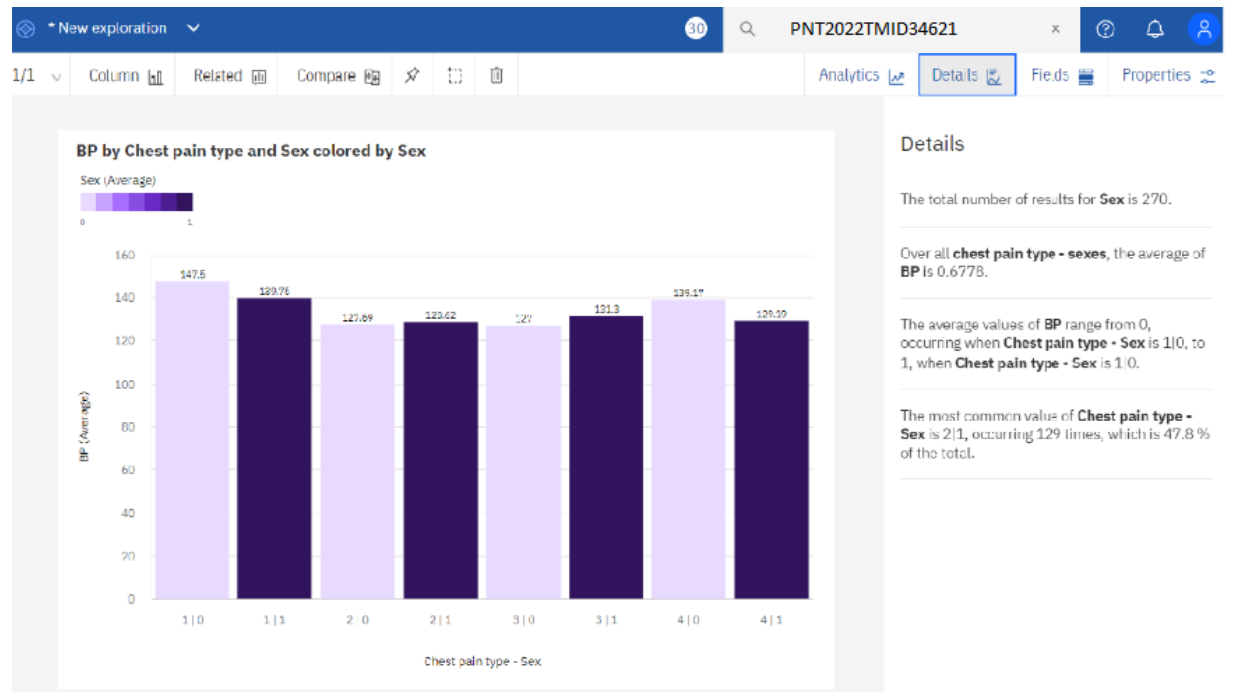 * New exploration
30
PNT2022TMID34621
×
1/1
Column
Related
Compare
Analytics
Details
Fields
Properties
BP by Chest pain type and Sex colored by Sex
Sex (Average)
0 1
BP (Average)
160
140
120
100
80
60
40
20
0
147.5
139.76
127.69
128.62
127
131.3
139.17
129.19
1|0 1|1 2|0 2|1 3|0 3|1 4|0 4|1
Chest pain type - Sex
Details
The total number of results for Sex is 270.
Over all chest pain type - sexes, the average of
BP is 0.6778.
The average values of BP range from 0,
occurring when Chest pain type - Sex is 1|0, to
1, when Chest pain type - Sex is 1|0.
The most common value of Chest pain type -
Sex is 2|1, occurring 129 times, which is 47.8 %
of the total.